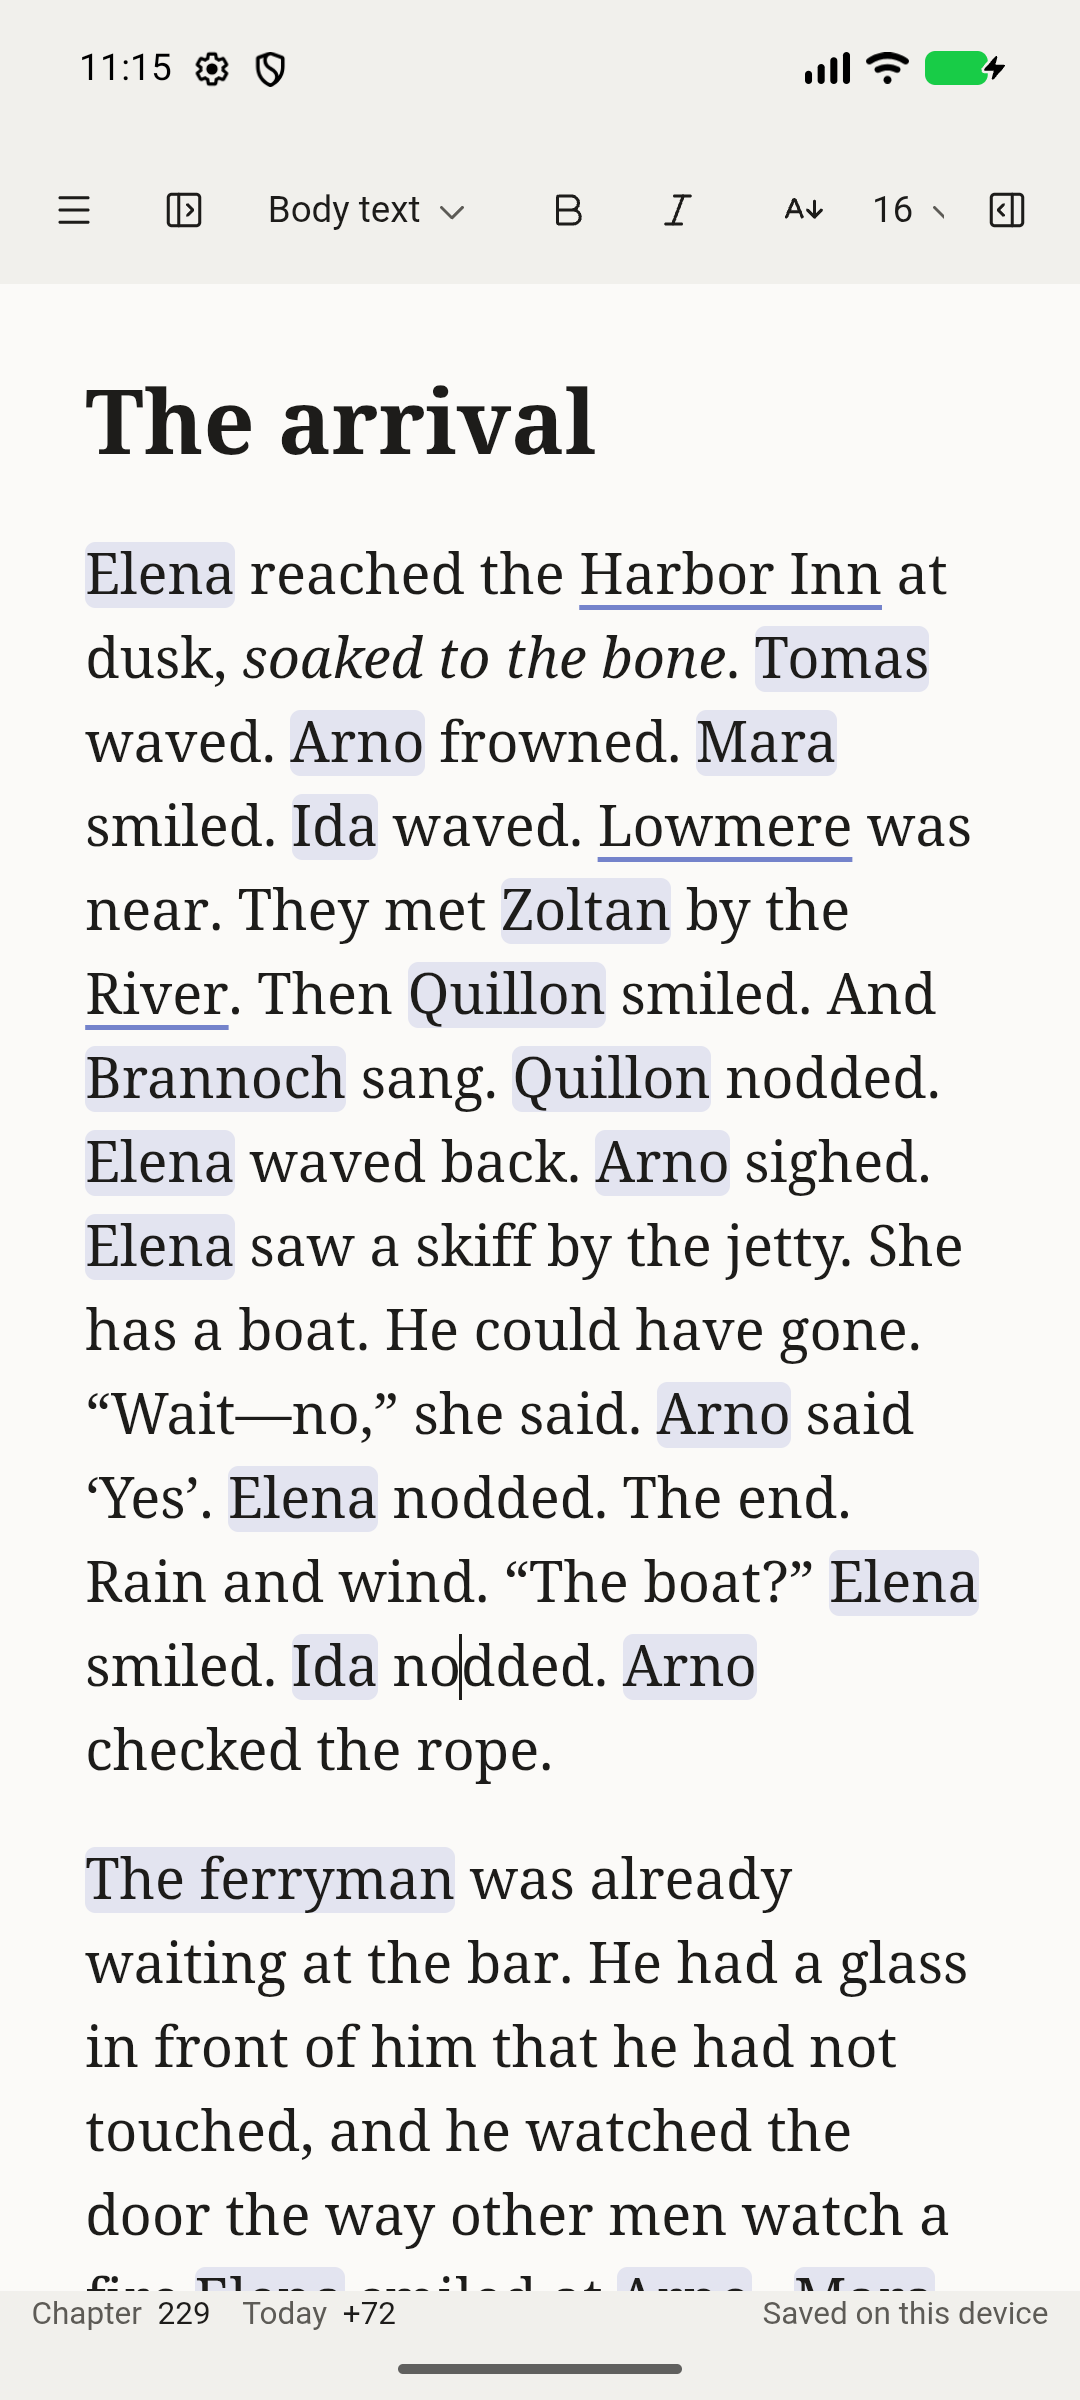 11:15
Body text
B I A 16
The arrival
Elena reached the Harbor Inn at
dusk, soaked to the bone. Tomas
waved. Arno frowned. Mara
smiled. Ida waved. Lowmere was
near. They met Zoltan by the
River. Then Quillon smiled. And
Brannoch sang. Quillon nodded.
Elena waved back. Arno sighed.
Elena saw a skiff by the jetty. She
has a boat. He could have gone.
“Wait—no,” she said. Arno said
‘Yes’. Elena nodded. The end.
Rain and wind. “The boat?” Elena
smiled. Ida nodded. Arno
checked the rope.
The ferryman was already
waiting at the bar. He had a glass
in front of him that he had not
touched, and he watched the
door the way other men watch a
Chapter 229 Today +72 Saved on this device